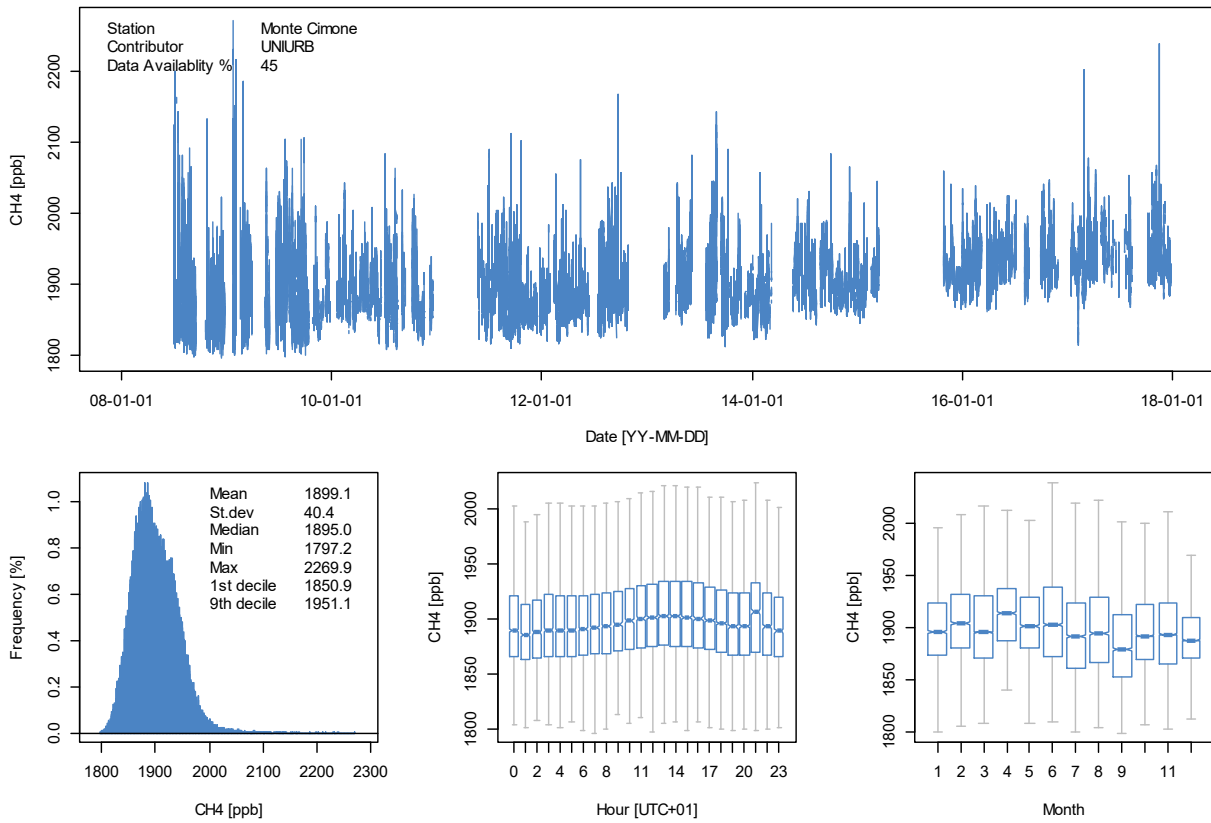 Station Monte Cimone
Contributor UNIURB
Data Availablity % 45
CH4 [ppb]
2200
2100
2000
1900
1800
08-01-01 10-01-01 12-01-01 14-01-01 16-01-01 18-01-01
Date [YY-MM-DD]
Frequency [%]
1.0
0.8
0.6
0.4
0.2
0.0
Mean 1899.1
St.dev 40.4
Median 1895.0
Min 1797.2
Max 2269.9
1st decile 1850.9
9th decile 1951.1
1800 1900 2000 2100 2200 2300
CH4 [ppb]
CH4 [ppb]
2000
1950
1900
1850
1800
0 2 4 6 8 11 14 17 20 23
Hour [UTC+01]
CH4 [ppb]
2000
1950
1900
1850
1800
1 2 3 4 5 6 7 8 9 11
Month